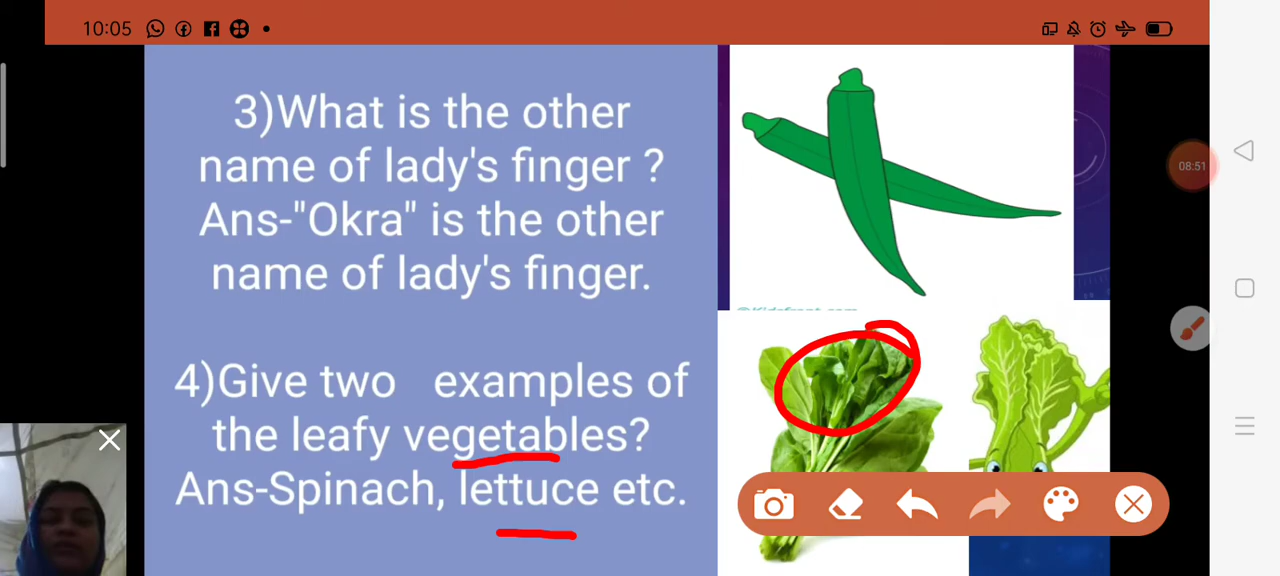 10:05
3)What is the other
name of lady's finger ?
Ans-"Okra" is the other
name of lady's finger.
4)Give two examples of
the leafy vegetables?
Ans-Spinach, lettuce etc.
08:51